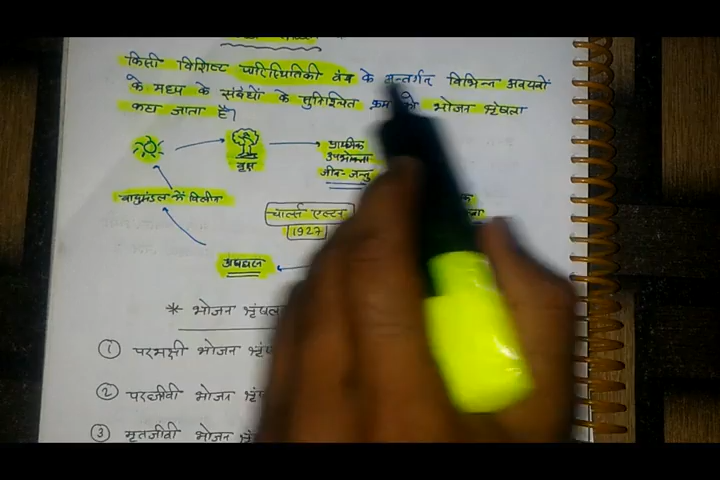 किसी विशिष्ट पारिस्थितिकी तंत्र के अन्तर्गत विभिन्न अवयवों
के मध्य के संबंधों के सुनिश्चित क्रम भोजन श्रृंखला
कहा जाता है।
वृक्ष
प्राथमिक
उपभोक्ता
जीव-जन्तु
वायुमंडल में विलीन
चार्ल्स एल्टन
1927
अपघटन
* भोजन श्रृंखला
① परभक्षी भोजन
② परजीवी भोजन
③ मृतजीवी भोजन